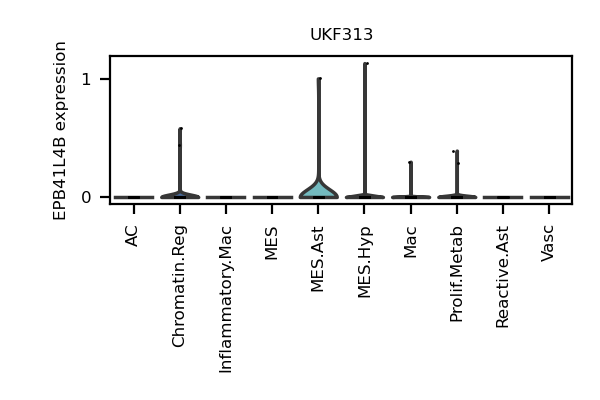 UKF313
EPB41L4B expression
1
0
AC
Chromatin.Reg
Inflammatory.Mac
MES
MES.Ast
MES.Hyp
Mac
Prolif.Metab
Reactive.Ast
Vasc